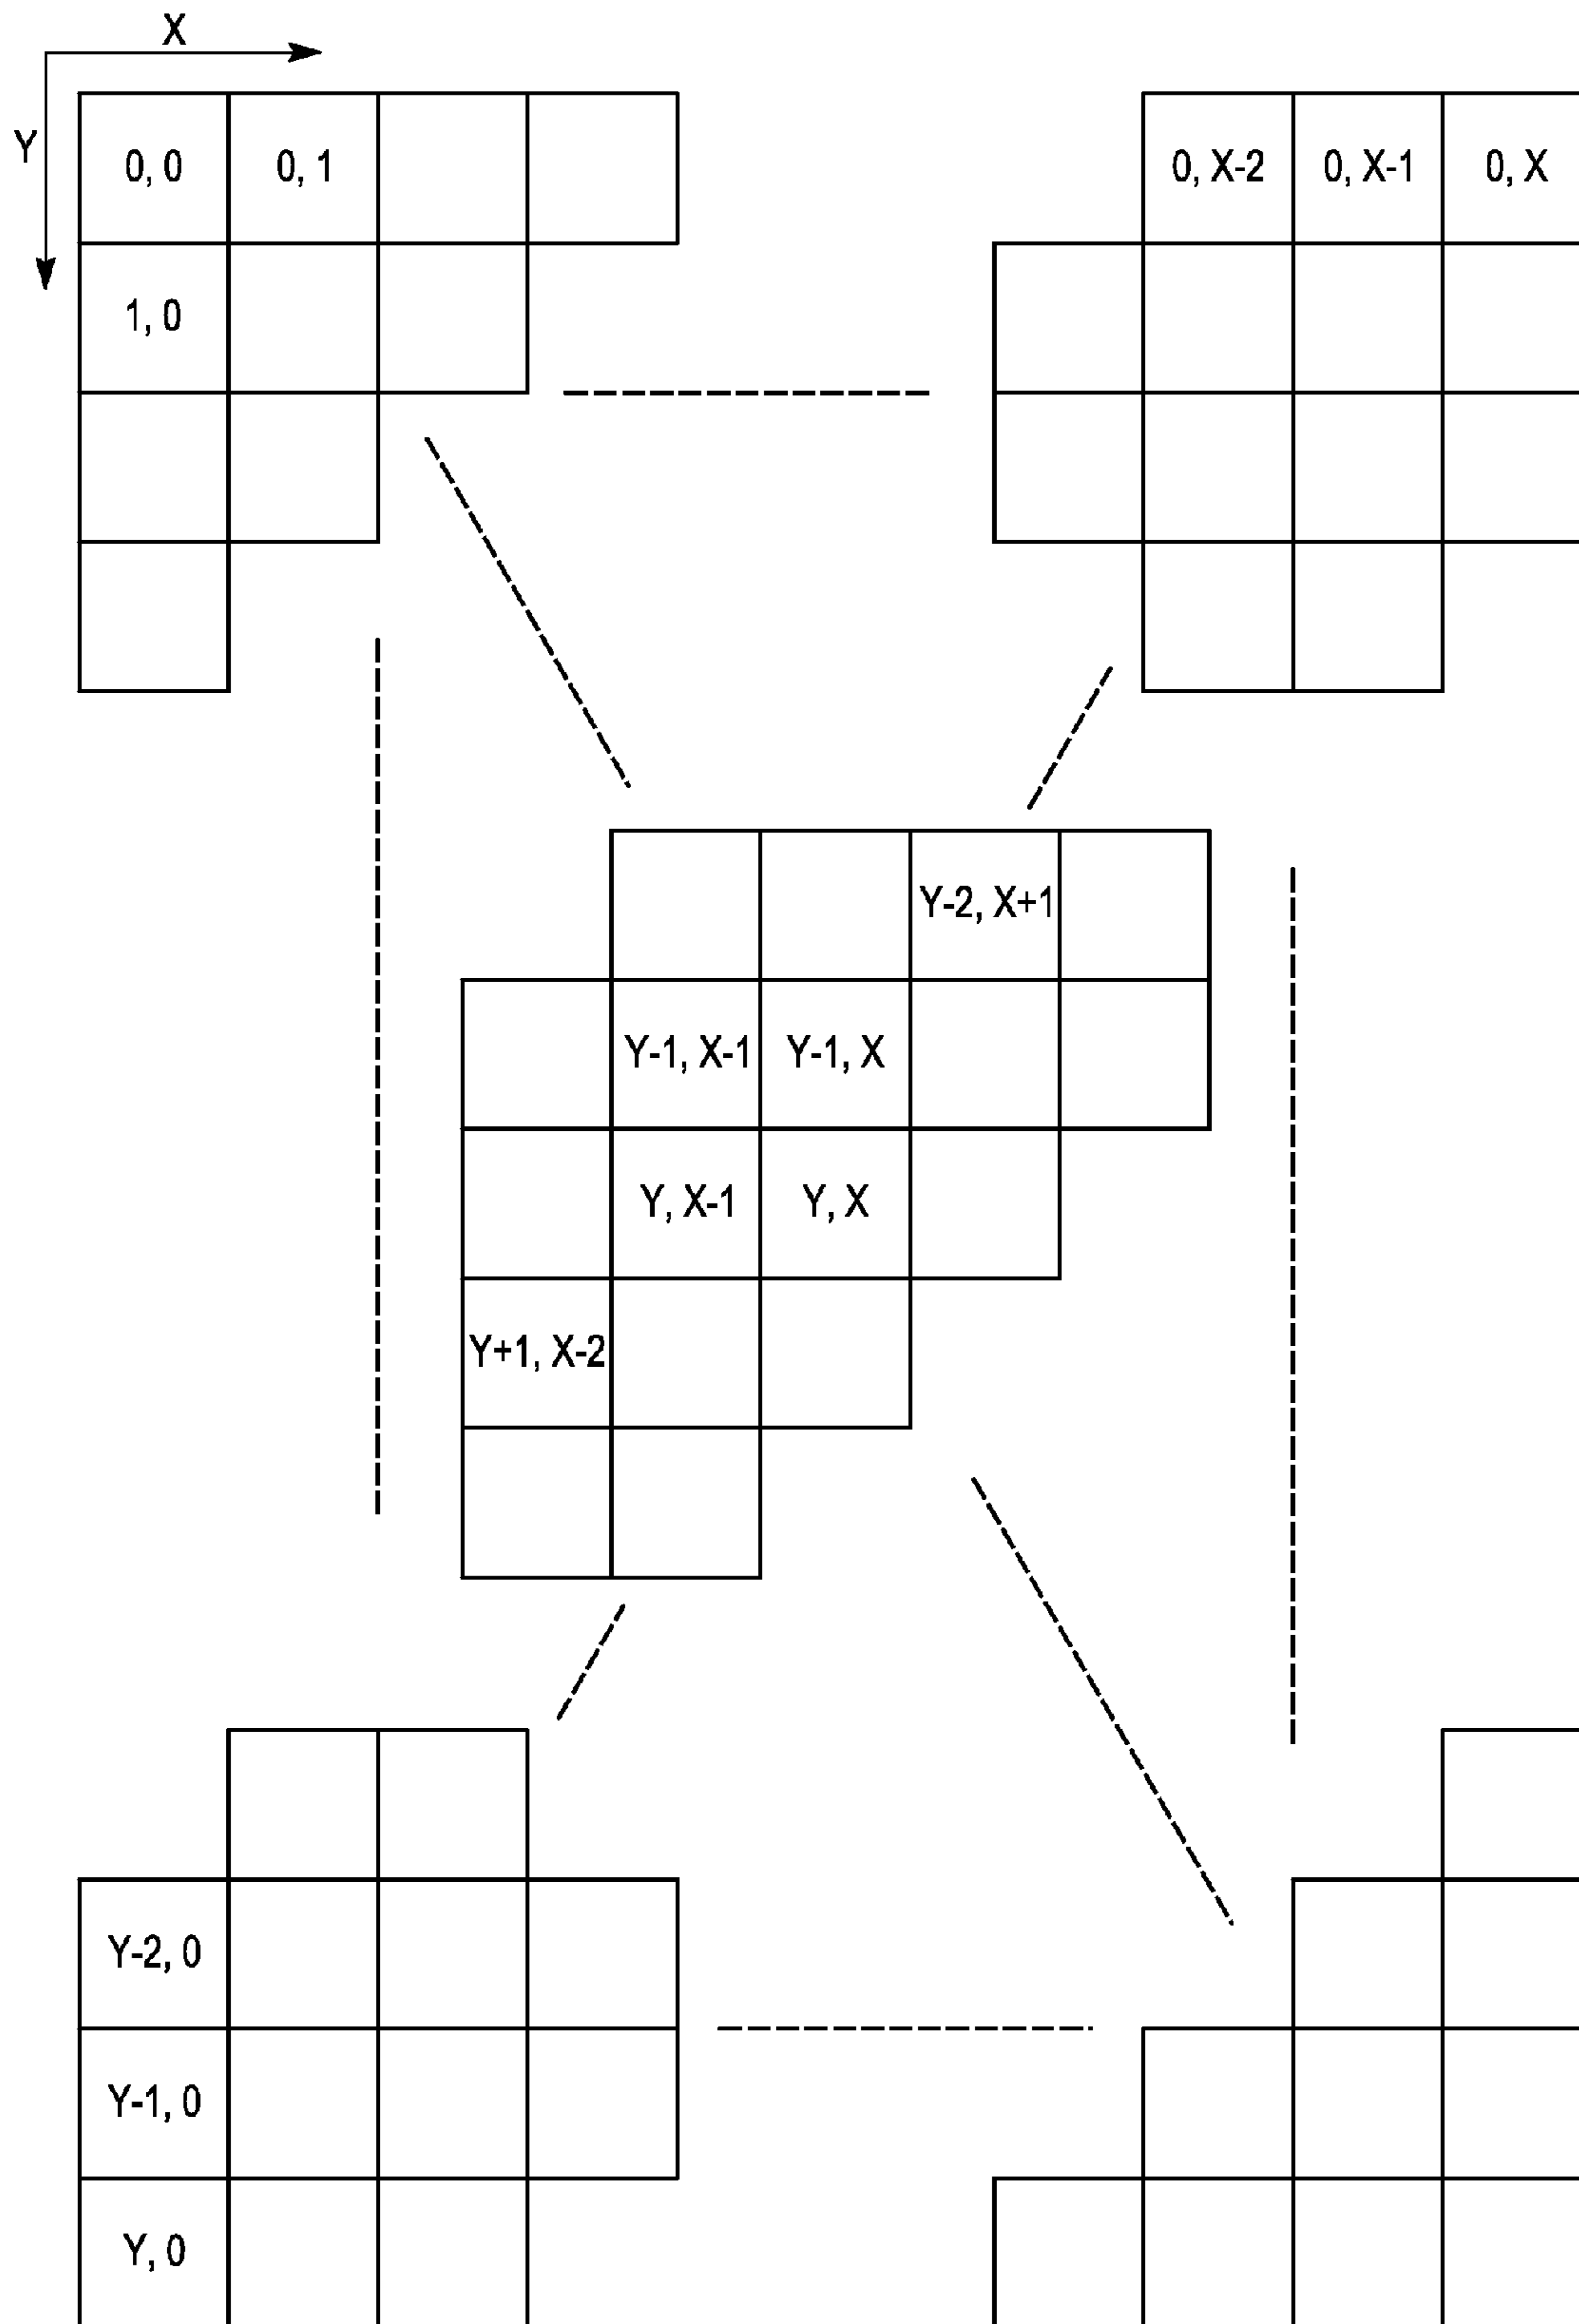 X
Y
0, 0
0, 1
0, X-2
0, X-1
0, X
1, 0
Y-2, X+1
Y-1, X-1
Y-1, X
Y, X-1
Y, X
Y+1, X-2
Y-2, 0
Y-1, 0
Y, 0